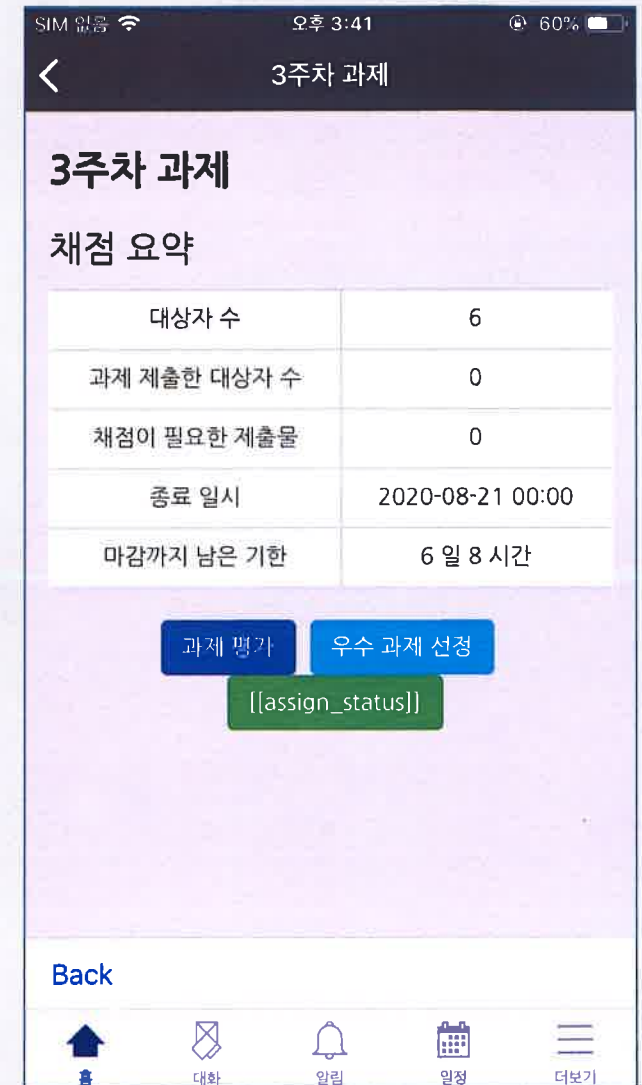 SIM 없음 오후 3:41 60%
3주차 과제
3주차 과제
채점 요약
대상자 수 6
과제 제출한 대상자 수 0
채점이 필요한 제출물 0
종료 일시 2020-08-21 00:00
마감까지 남은 기한 6 일 8 시간
과제 평가 우수 과제 선정
[[assign_status]]
Back
홈 대화 알림 일정 더보기